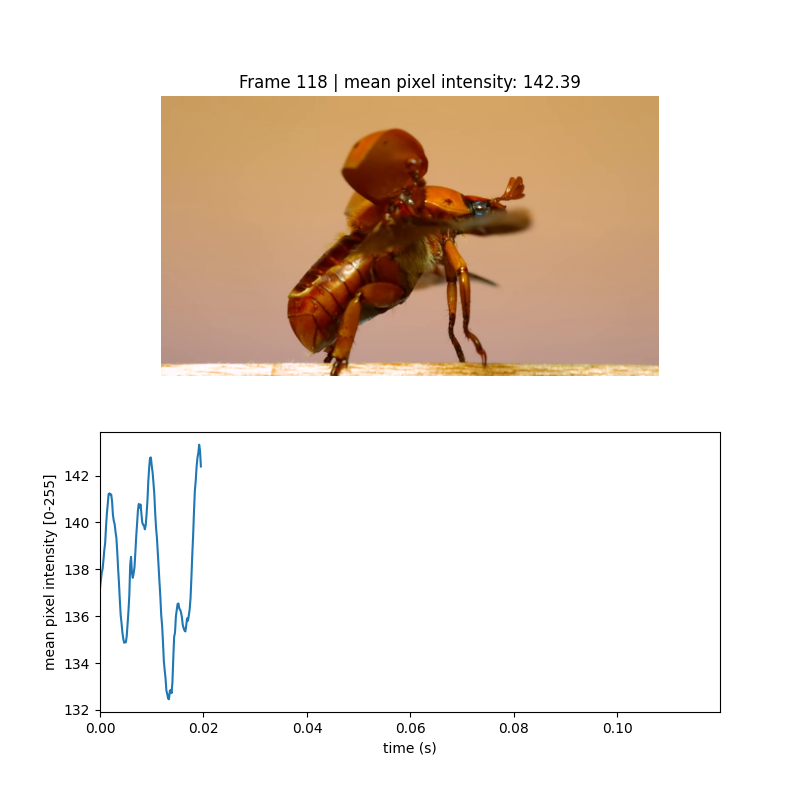 Frame 118 | mean pixel intensity: 142.39
mean pixel intensity [0-255]
142
140
138
136
134
132
0.00 0.02 0.04 0.06 0.08 0.10
time (s)